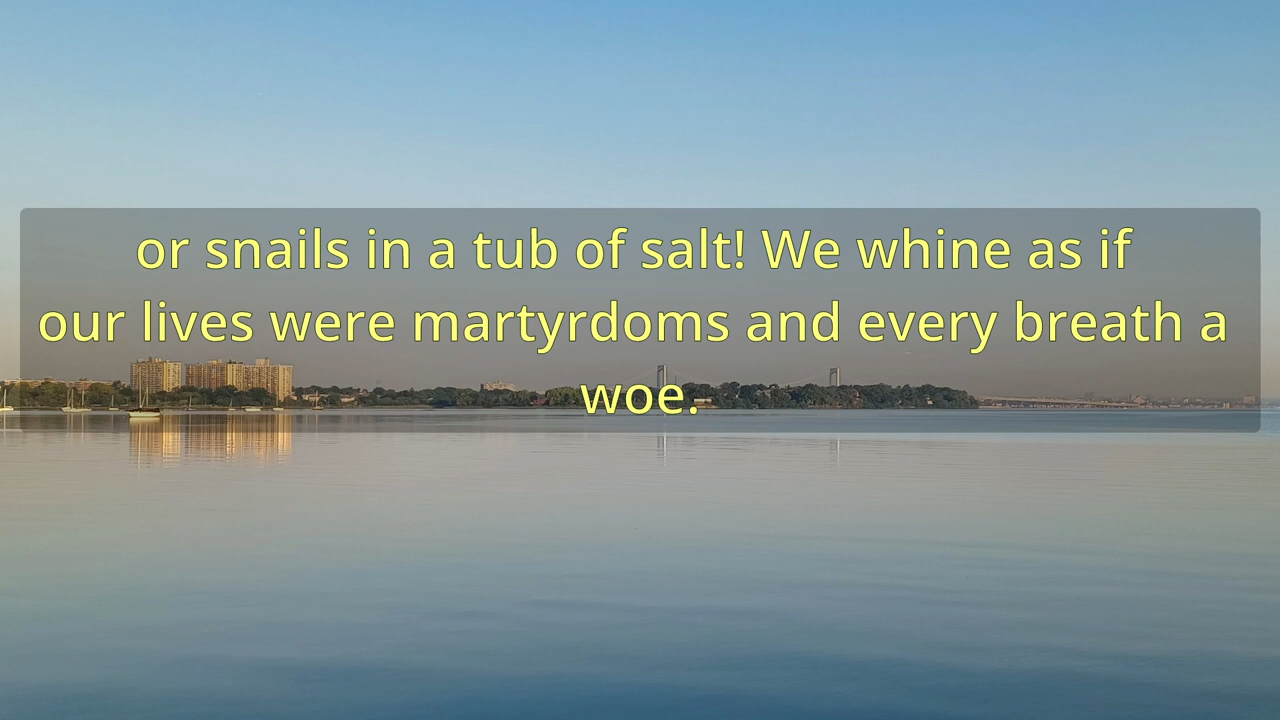 or snails in a tub of salt! We whine as if
our lives were martyrdoms and every breath a
woe.